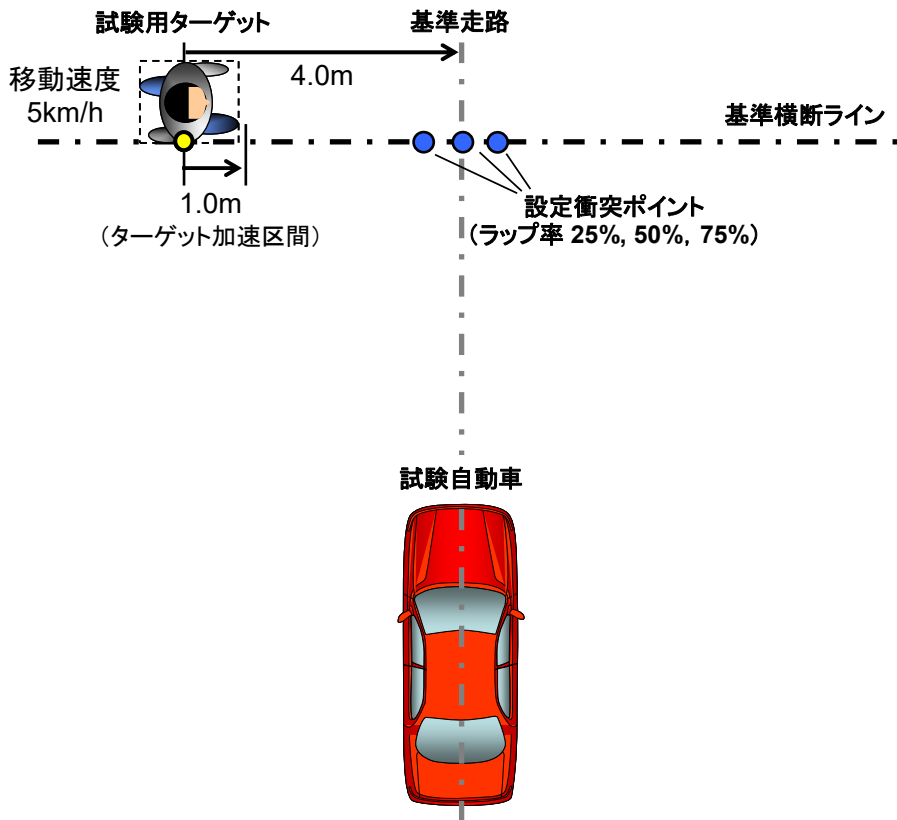 試験用ターゲット
基準走路
移動速度
5km/h
4.0m
基準横断ライン
1.0m
(ターゲット加速区間)
設定衝突ポイント
(ラップ率 25%, 50%, 75%)
試験自動車